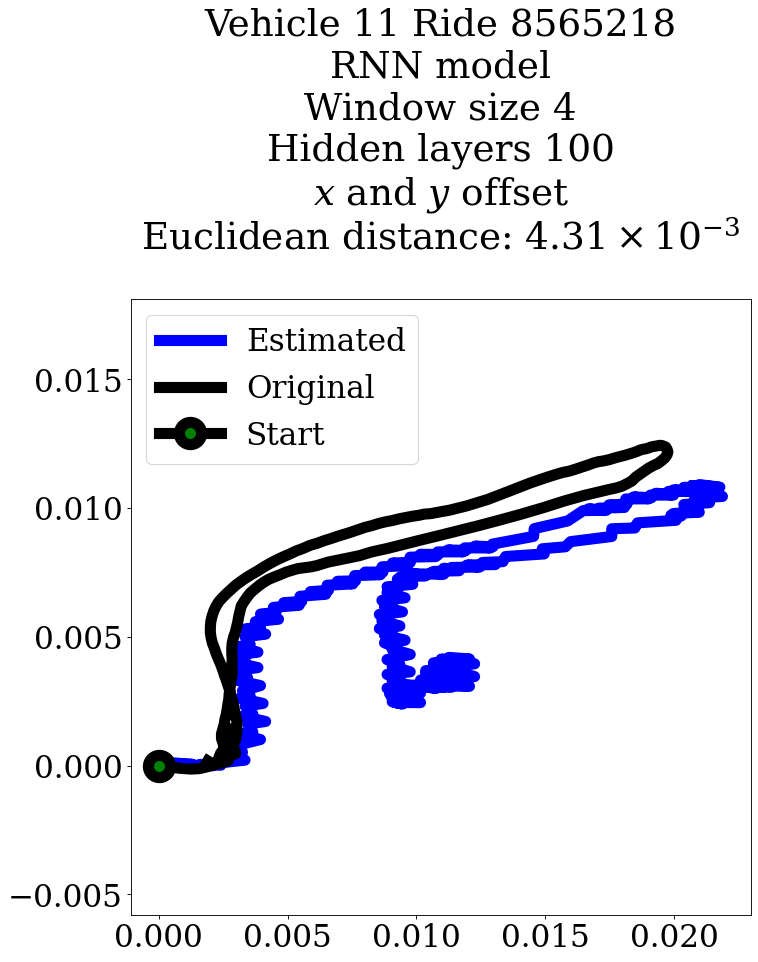 Vehicle 11 Ride 8565218
RNN model
Window size 4
Hidden layers 100
x and y offset
Euclidean distance: 4.31 × 10⁻³
Estimated
Original
Start
0.015
0.010
0.005
0.000
−0.005
0.000 0.005 0.010 0.015 0.020